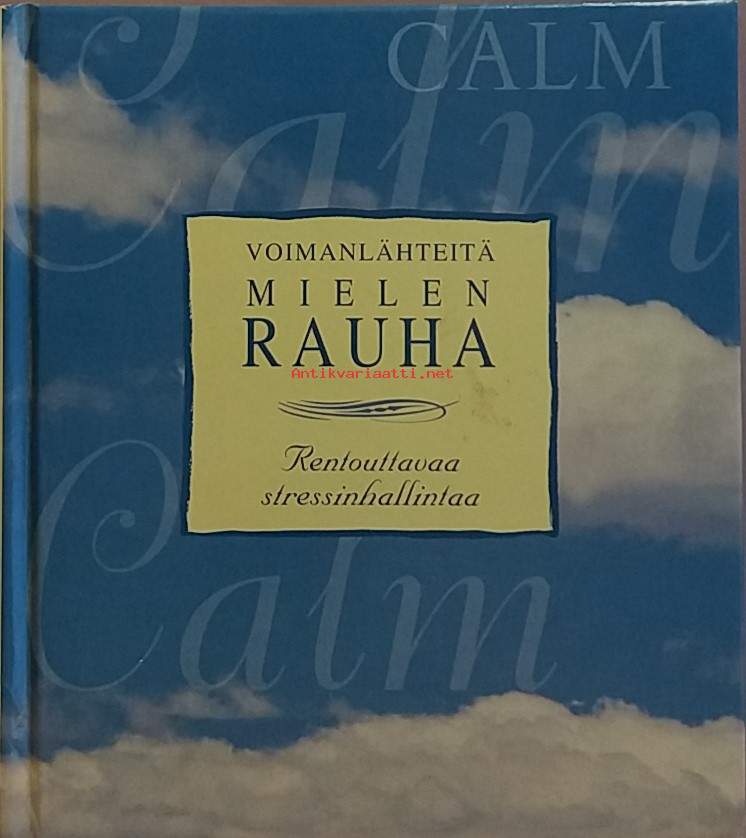 CALM
Calm
VOIMANLÄHTEITÄ
MIELEN
RAUHA
Antikvariaatti.net
Rentouttavaa
stressinhallintaa
Calm